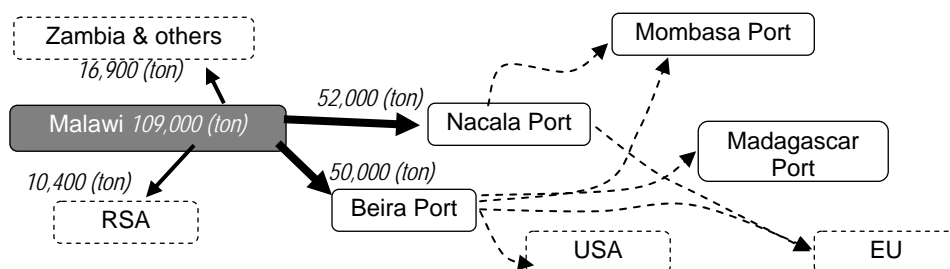 Zambia & others
16,900 (ton)
Mombasa Port
52,000 (ton)
Malawi 109,000 (ton)
Nacala Port
Madagascar
Port
10,400 (ton)
50,000 (ton)
RSA
Beira Port
USA
EU